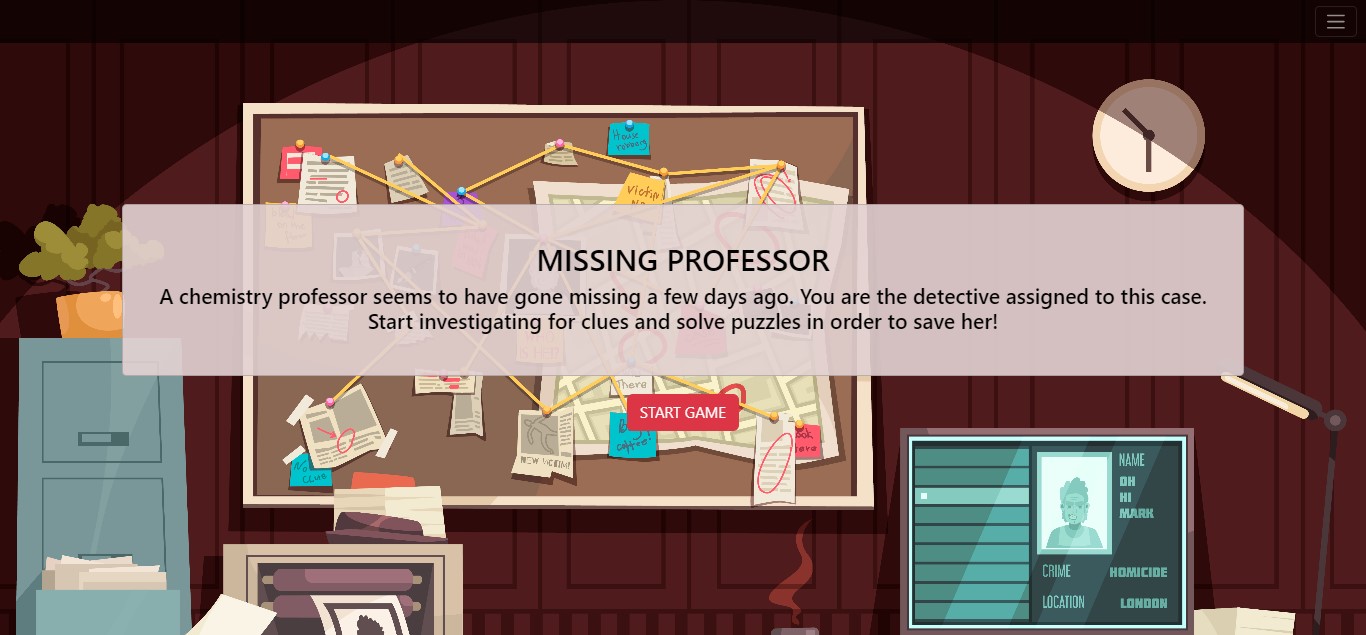 House
robbery
Victim
MISSING PROFESSOR
A chemistry professor seems to have gone missing a few days ago. You are the detective assigned to this case.
Start investigating for clues and solve puzzles in order to save her!
There
START GAME
coffee!
NEW VICTIM!
No
CLUE
NAME
OH
HI
MARK
CRIME HOMICIDE
LOCATION LONDON